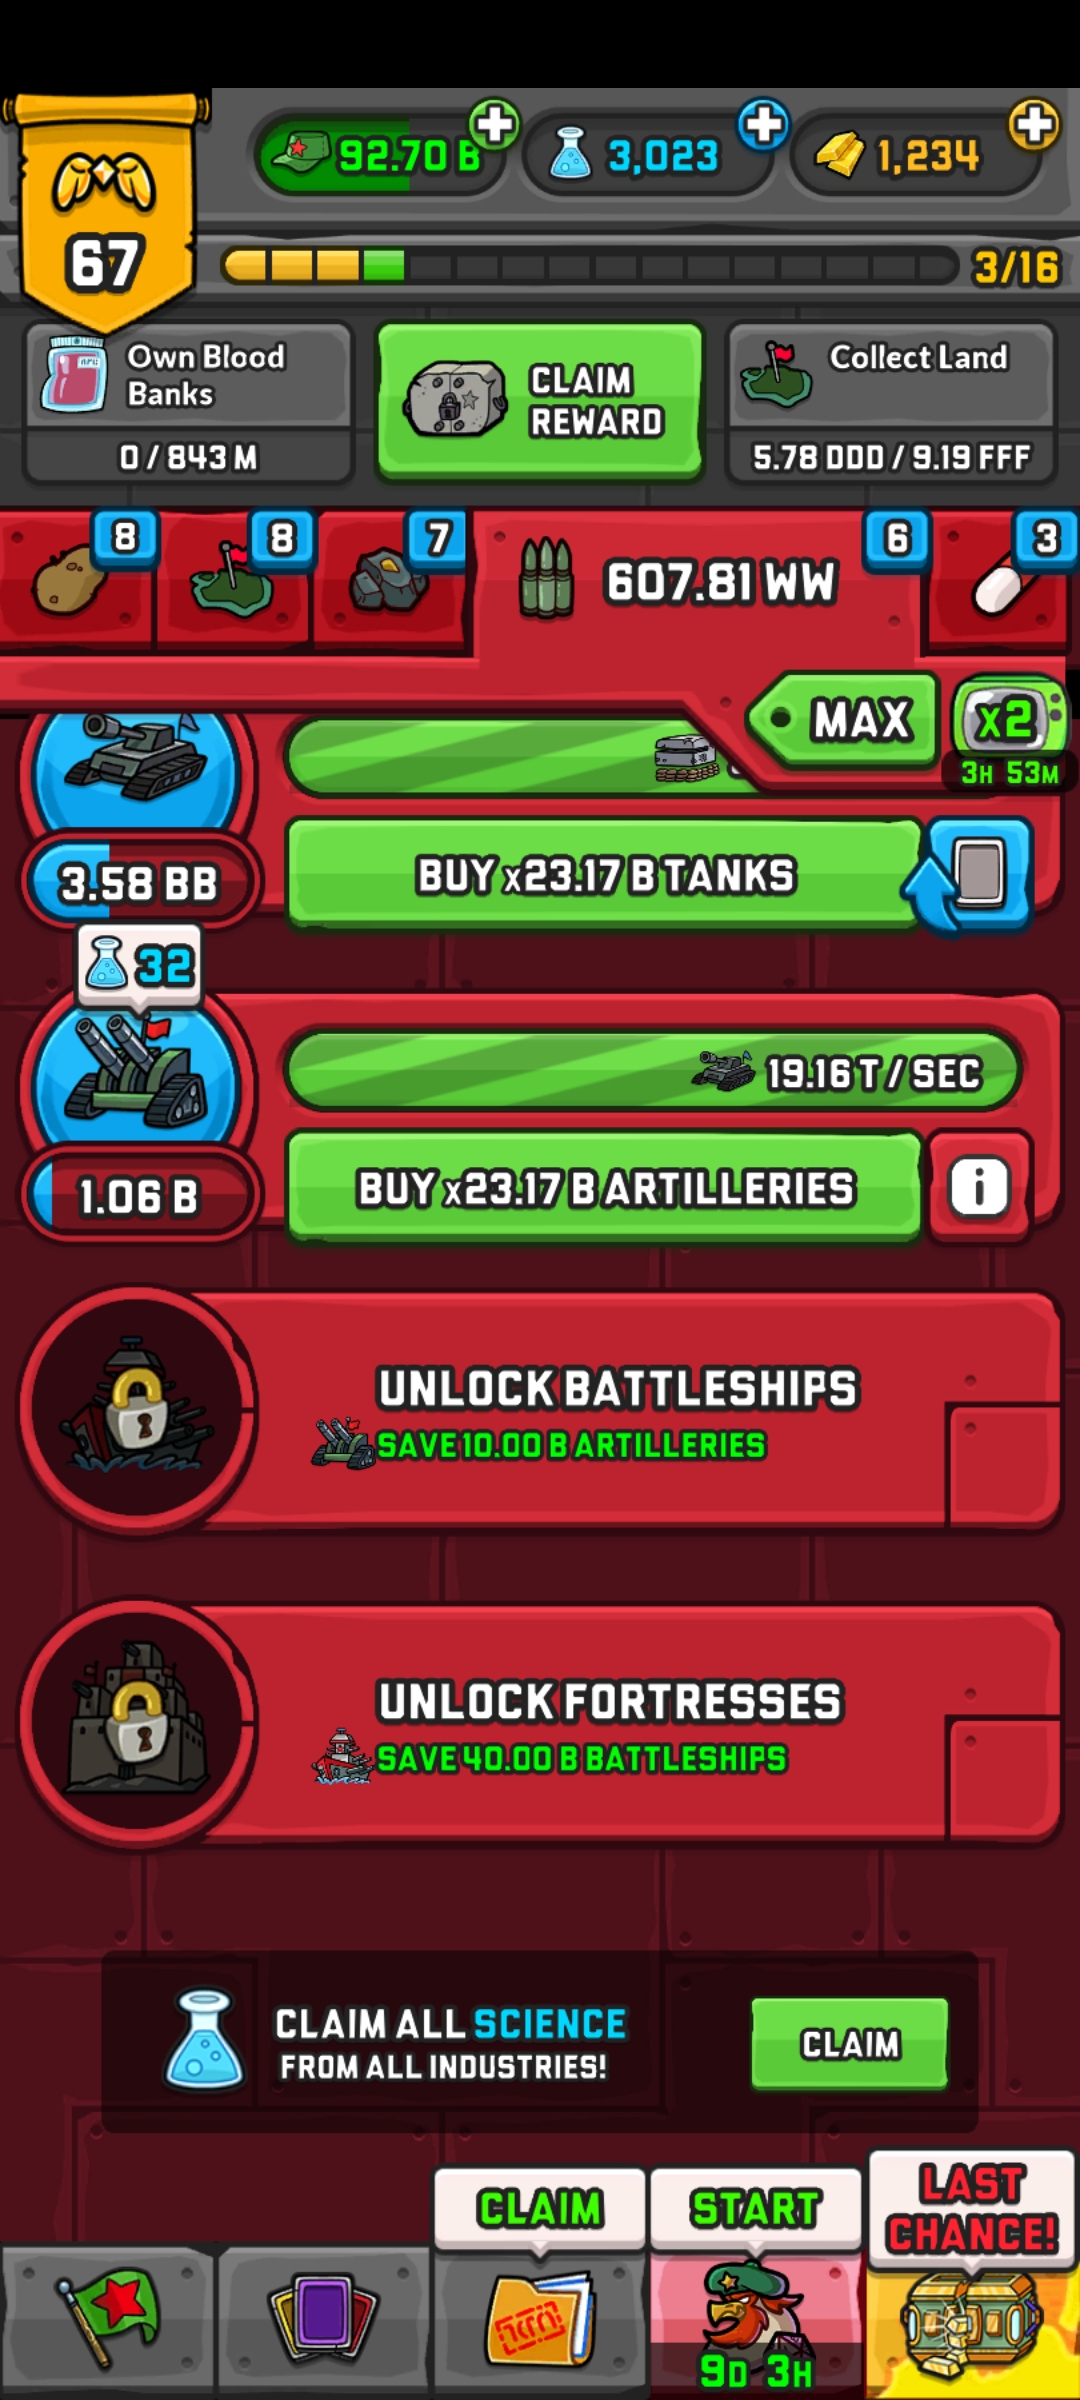 92.70 B
3,023
1,234
67
3/16
Own Blood
Banks
0 / 843 M
CLAIM
REWARD
Collect Land
5.78 DDD / 9.19 FFF
8
8
7
607.81 WW
6
3
MAX
x2
3H 53M
3.58 BB
BUY x23.17 B TANKS
32
19.16 T / SEC
1.06 B
BUY x23.17 B ARTILLERIES
i
UNLOCK BATTLESHIPS
SAVE 10.00 B ARTILLERIES
UNLOCK FORTRESSES
SAVE 40.00 B BATTLESHIPS
CLAIM ALL SCIENCE
FROM ALL INDUSTRIES!
CLAIM
CLAIM
START
LAST
CHANCE!
9D 3H